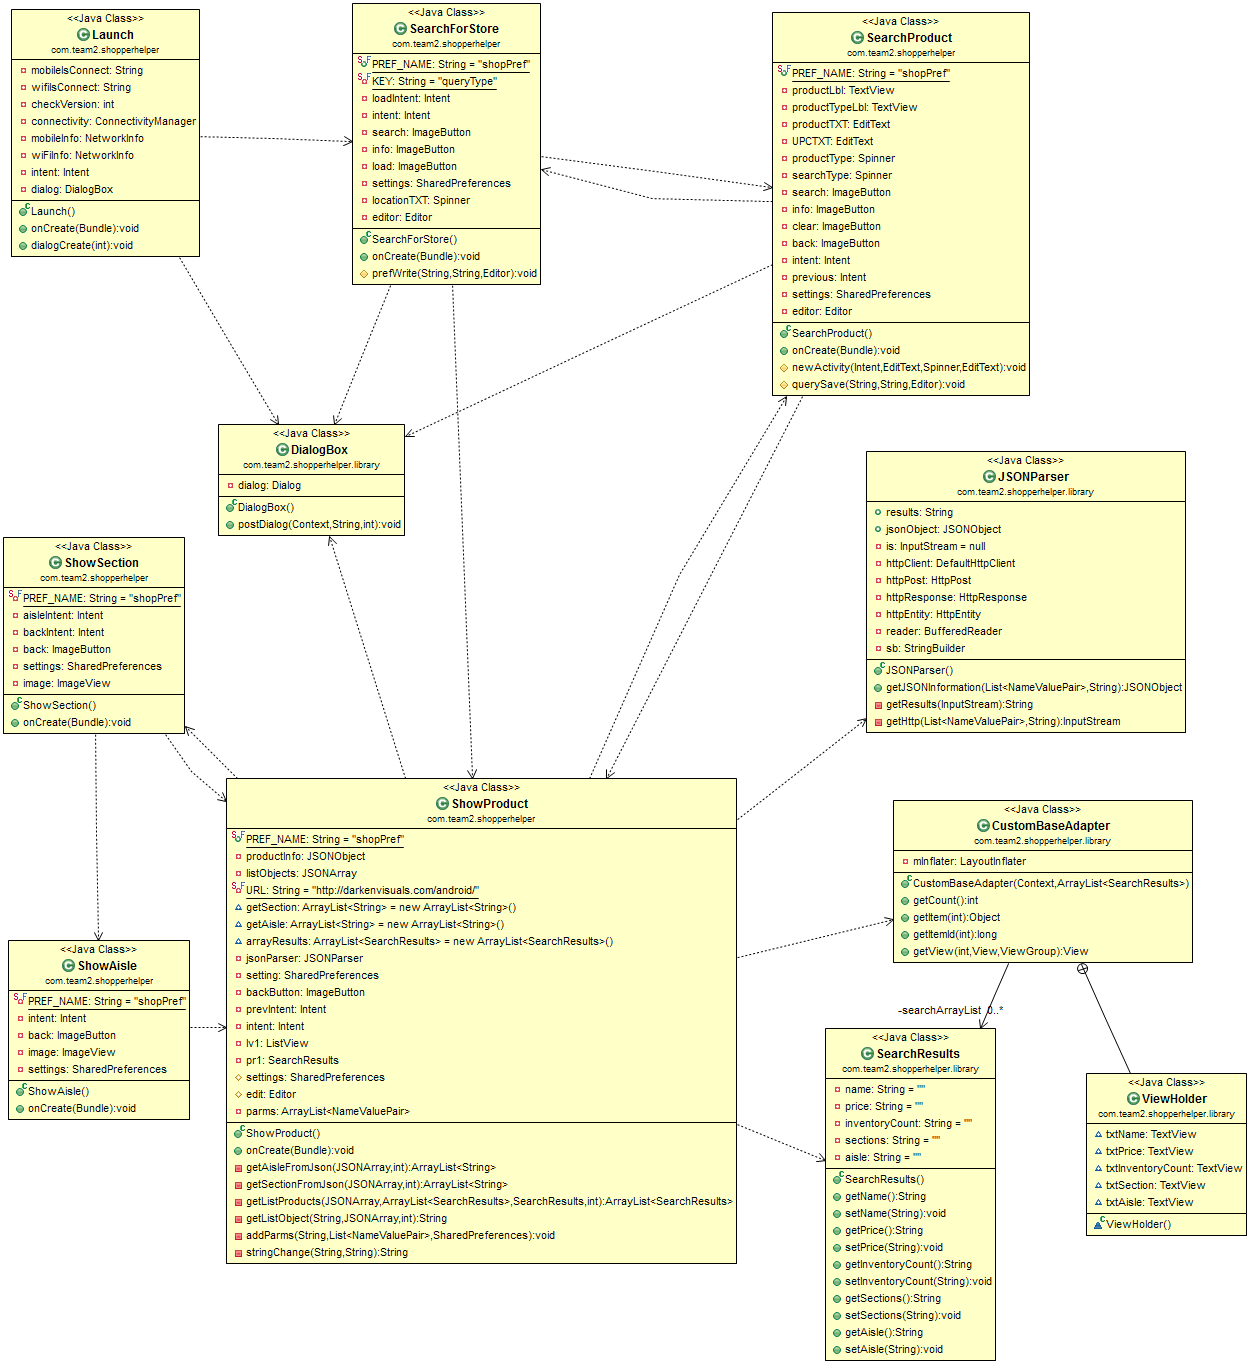 <<Java Class>>
Launch
com.team2.shopperhelper
mobileIsConnect: String
wifiIsConnect: String
checkVersion: int
connectivity: ConnectivityManager
mobileInfo: NetworkInfo
wiFiInfo: NetworkInfo
intent: Intent
dialog: DialogBox
Launch()
onCreate(Bundle):void
dialogCreate(int):void
<<Java Class>>
SearchForStore
com.team2.shopperhelper
PREF_NAME: String = "shopPref"
KEY: String = "queryType"
loadIntent: Intent
intent: Intent
search: ImageButton
info: ImageButton
load: ImageButton
settings: SharedPreferences
locationTXT: Spinner
editor: Editor
SearchForStore()
onCreate(Bundle):void
prefWrite(String,String,Editor):void
<<Java Class>>
SearchProduct
com.team2.shopperhelper
PREF_NAME: String = "shopPref"
productLbl: TextView
productTypeLbl: TextView
productTXT: EditText
UPCTXT: EditText
productType: Spinner
searchType: Spinner
search: ImageButton
info: ImageButton
clear: ImageButton
back: ImageButton
intent: Intent
previous: Intent
settings: SharedPreferences
editor: Editor
SearchProduct()
onCreate(Bundle):void
newActivity(Intent,EditText,Spinner,EditText):void
querySave(String,String,Editor):void
<<Java Class>>
DialogBox
com.team2.shopperhelper.library
dialog: Dialog
DialogBox()
postDialog(Context,String,int):void
<<Java Class>>
JSONParser
com.team2.shopperhelper.library
results: String
jsonObject: JSONObject
is: InputStream = null
httpClient: DefaultHttpClient
httpPost: HttpPost
httpResponse: HttpResponse
httpEntity: HttpEntity
reader: BufferedReader
sb: StringBuilder
JSONParser()
getJSONInformation(List<NameValuePair>,String):JSONObject
getResults(InputStream):String
getHttp(List<NameValuePair>,String):InputStream
<<Java Class>>
ShowSection
com.team2.shopperhelper
PREF_NAME: String = "shopPref"
aisleIntent: Intent
backIntent: Intent
back: ImageButton
settings: SharedPreferences
image: ImageView
ShowSection()
onCreate(Bundle):void
<<Java Class>>
ShowProduct
com.team2.shopperhelper
PREF_NAME: String = "shopPref"
productInfo: JSONObject
listObjects: JSONArray
URL: String = "http://darkenvisuals.com/android/"
getSection: ArrayList<String> = new ArrayList<String>()
getAisle: ArrayList<String> = new ArrayList<String>()
arrayResults: ArrayList<SearchResults> = new ArrayList<SearchResults>()
jsonParser: JSONParser
setting: SharedPreferences
backButton: ImageButton
prevIntent: Intent
intent: Intent
lv1: ListView
pr1: SearchResults
settings: SharedPreferences
edit: Editor
parms: ArrayList<NameValuePair>
ShowProduct()
onCreate(Bundle):void
getAisleFromJson(JSONArray,int):ArrayList<String>
getSectionFromJson(JSONArray,int):ArrayList<String>
getListProducts(JSONArray,ArrayList<SearchResults>,SearchResults,int):ArrayList<SearchResults>
getListObject(String,JSONArray,int):String
addParms(String,List<NameValuePair>,SharedPreferences):void
stringChange(String,String):String
<<Java Class>>
CustomBaseAdapter
com.team2.shopperhelper.library
mInflater: LayoutInflater
CustomBaseAdapter(Context,ArrayList<SearchResults>)
getCount():int
getItem(int):Object
getItemId(int):long
getView(int,View,ViewGroup):View
<<Java Class>>
ShowAisle
com.team2.shopperhelper
PREF_NAME: String = "shopPref"
intent: Intent
back: ImageButton
image: ImageView
settings: SharedPreferences
ShowAisle()
onCreate(Bundle):void
-searchArrayList 0..*
<<Java Class>>
SearchResults
com.team2.shopperhelper.library
name: String = ""
price: String = ""
inventoryCount: String = ""
sections: String = ""
aisle: String = ""
SearchResults()
getName():String
setName(String):void
getPrice():String
setPrice(String):void
getInventoryCount():String
setInventoryCount(String):void
getSections():String
setSections(String):void
getAisle():String
setAisle(String):void
<<Java Class>>
ViewHolder
com.team2.shopperhelper.library
txtName: TextView
txtPrice: TextView
txtInventoryCount: TextView
txtSection: TextView
txtAisle: TextView
ViewHolder()